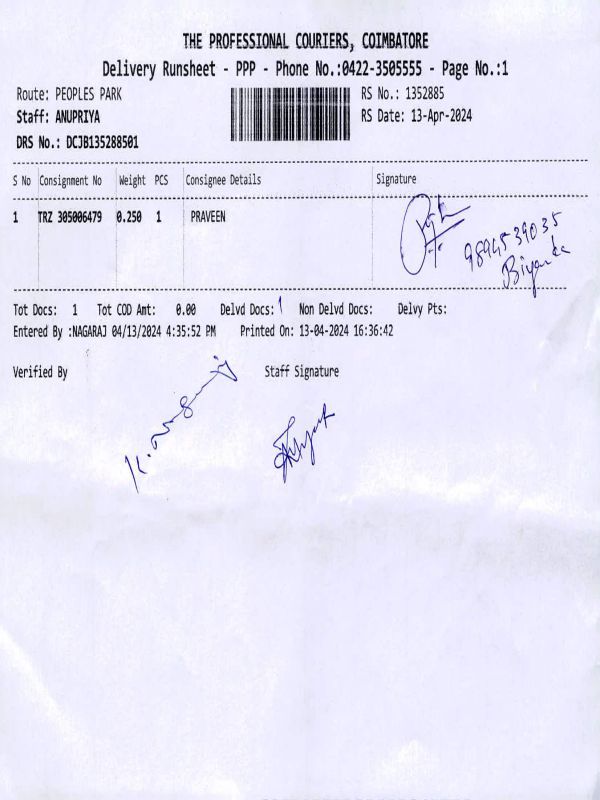 THE PROFESSIONAL COURIERS, COIMBATORE
Delivery Runsheet - PPP - Phone No.:0422-3505555 - Page No.:1
Route: PEOPLES PARK RS No.: 1352885
Staff: ANUPRIYA RS Date: 13-Apr-2024
DRS No.: DCJB135288501
S No Consignment No Weight PCS Consignee Details Signature
1 TRZ 305006479 0.250 1 PRAVEEN
9894539035
Tot Docs: 1 Tot COD Amt: 0.00 Delvd Docs: 1 Non Delvd Docs: Delvy Pts:
Entered By :NAGARAJ 04/13/2024 4:35:52 PM Printed On: 13-04-2024 16:36:42
Verified By Staff Signature